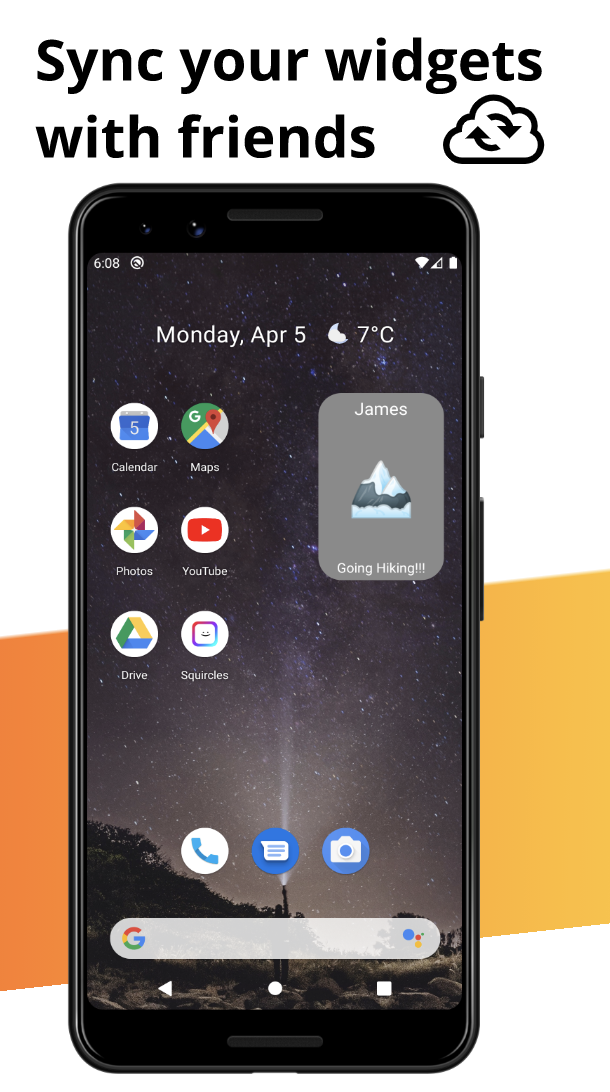 Sync your widgets
with friends
6:08
Monday, Apr 5 7°C
James
5
G
Calendar
Maps
Going Hiking!!!
Photos
YouTube
Drive
Squircles
G